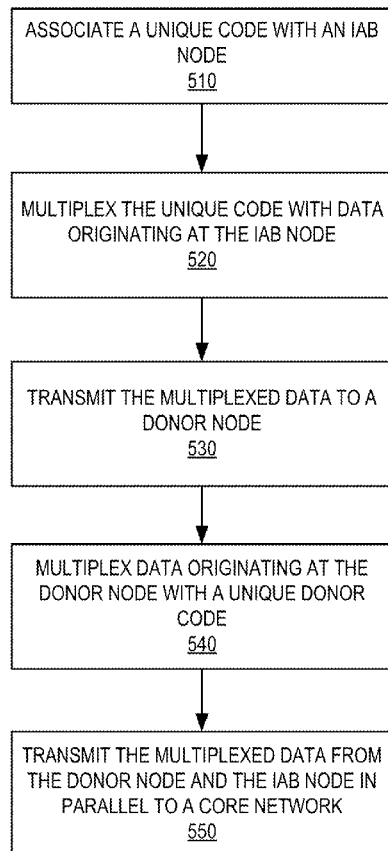 ASSOCIATE A UNIQUE CODE WITH AN IAB
NODE
510
MULTIPLEX THE UNIQUE CODE WITH DATA
ORIGINATING AT THE IAB NODE
520
TRANSMIT THE MULTIPLEXED DATA TO A
DONOR NODE
530
MULTIPLEX DATA ORIGINATING AT THE
DONOR NODE WITH A UNIQUE DONOR
CODE
540
TRANSMIT THE MULTIPLEXED DATA FROM
THE DONOR NODE AND THE IAB NODE IN
PARALLEL TO A CORE NETWORK
550